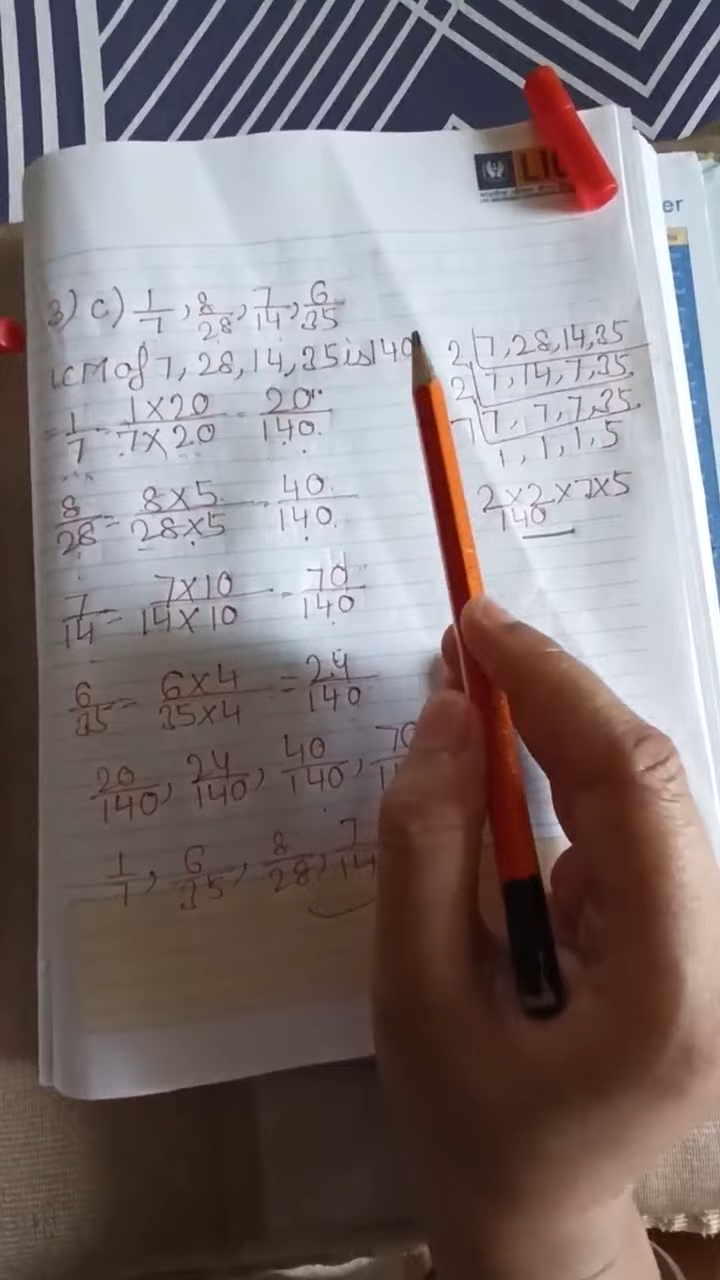 3) c) 1/7, 8/28, 7/14, 6/35
LCM of 7, 28, 14, 35 is 140
= 1/7 = 1×20/7×20 = 20/140
8/28 = 8×5/28×5 = 40/140
7/14 = 7×10/14×10 = 70/140
6/35 = 6×4/35×4 = 24/140
20/140, 24/140, 40/140, 70
1/7, 6/35, 8/28, 7/14
2 7, 28, 14, 35
2 7, 14, 7, 35
7 7, 7, 7, 35
1, 1, 1, 5
2×2×7×5
140
er